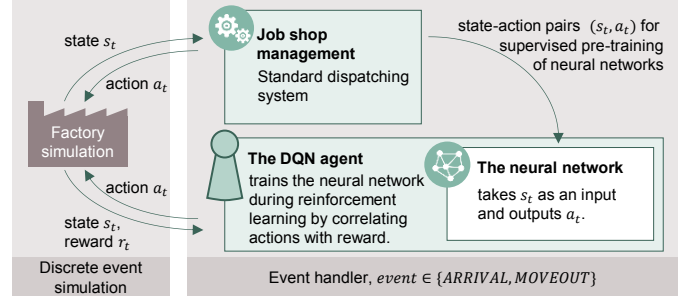 state s_t
action a_t
Factory
simulation
action a_t
state s_t,
reward r_t
Discrete event
simulation
Job shop
management
Standard dispatching
system
state-action pairs (s_t, a_t) for
supervised pre-training
of neural networks
The DQN agent
trains the neural network
during reinforcement
learning by correlating
actions with reward.
The neural network
takes s_t as an input
and outputs a_t.
Event handler, event ∈ {ARRIVAL, MOVEOUT}